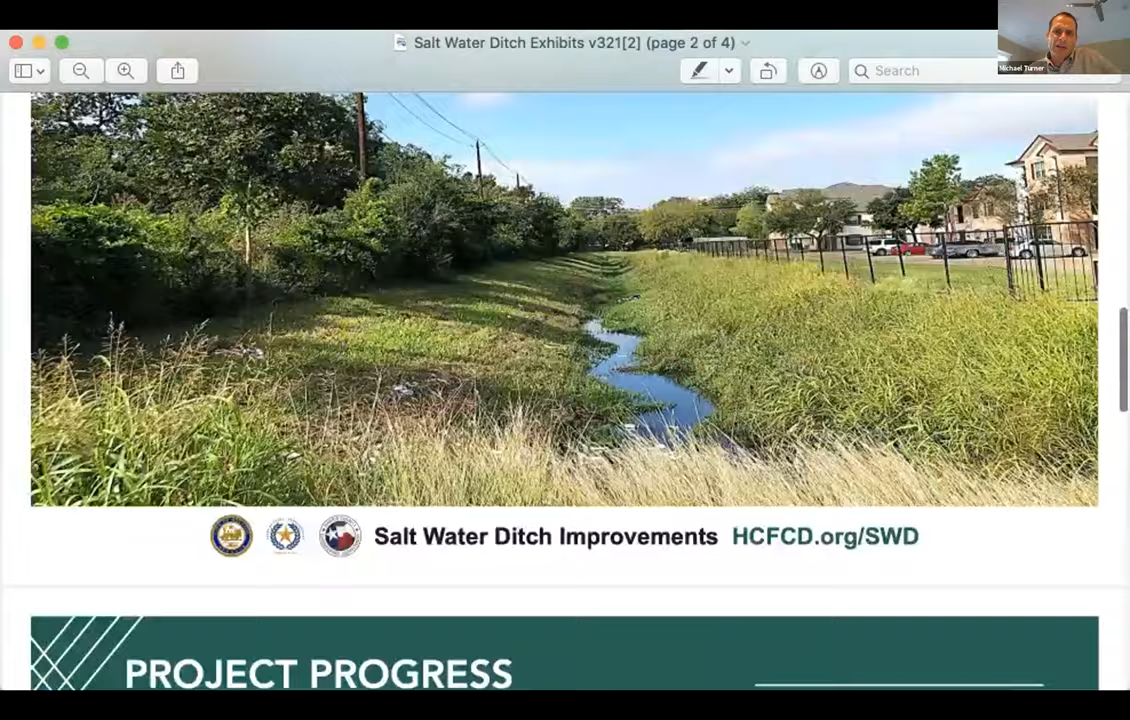 Salt Water Ditch Exhibits v321[2] (page 2 of 4)
Search
Michael Turner
Salt Water Ditch Improvements HCFCD.org/SWD
PROJECT PROGRESS